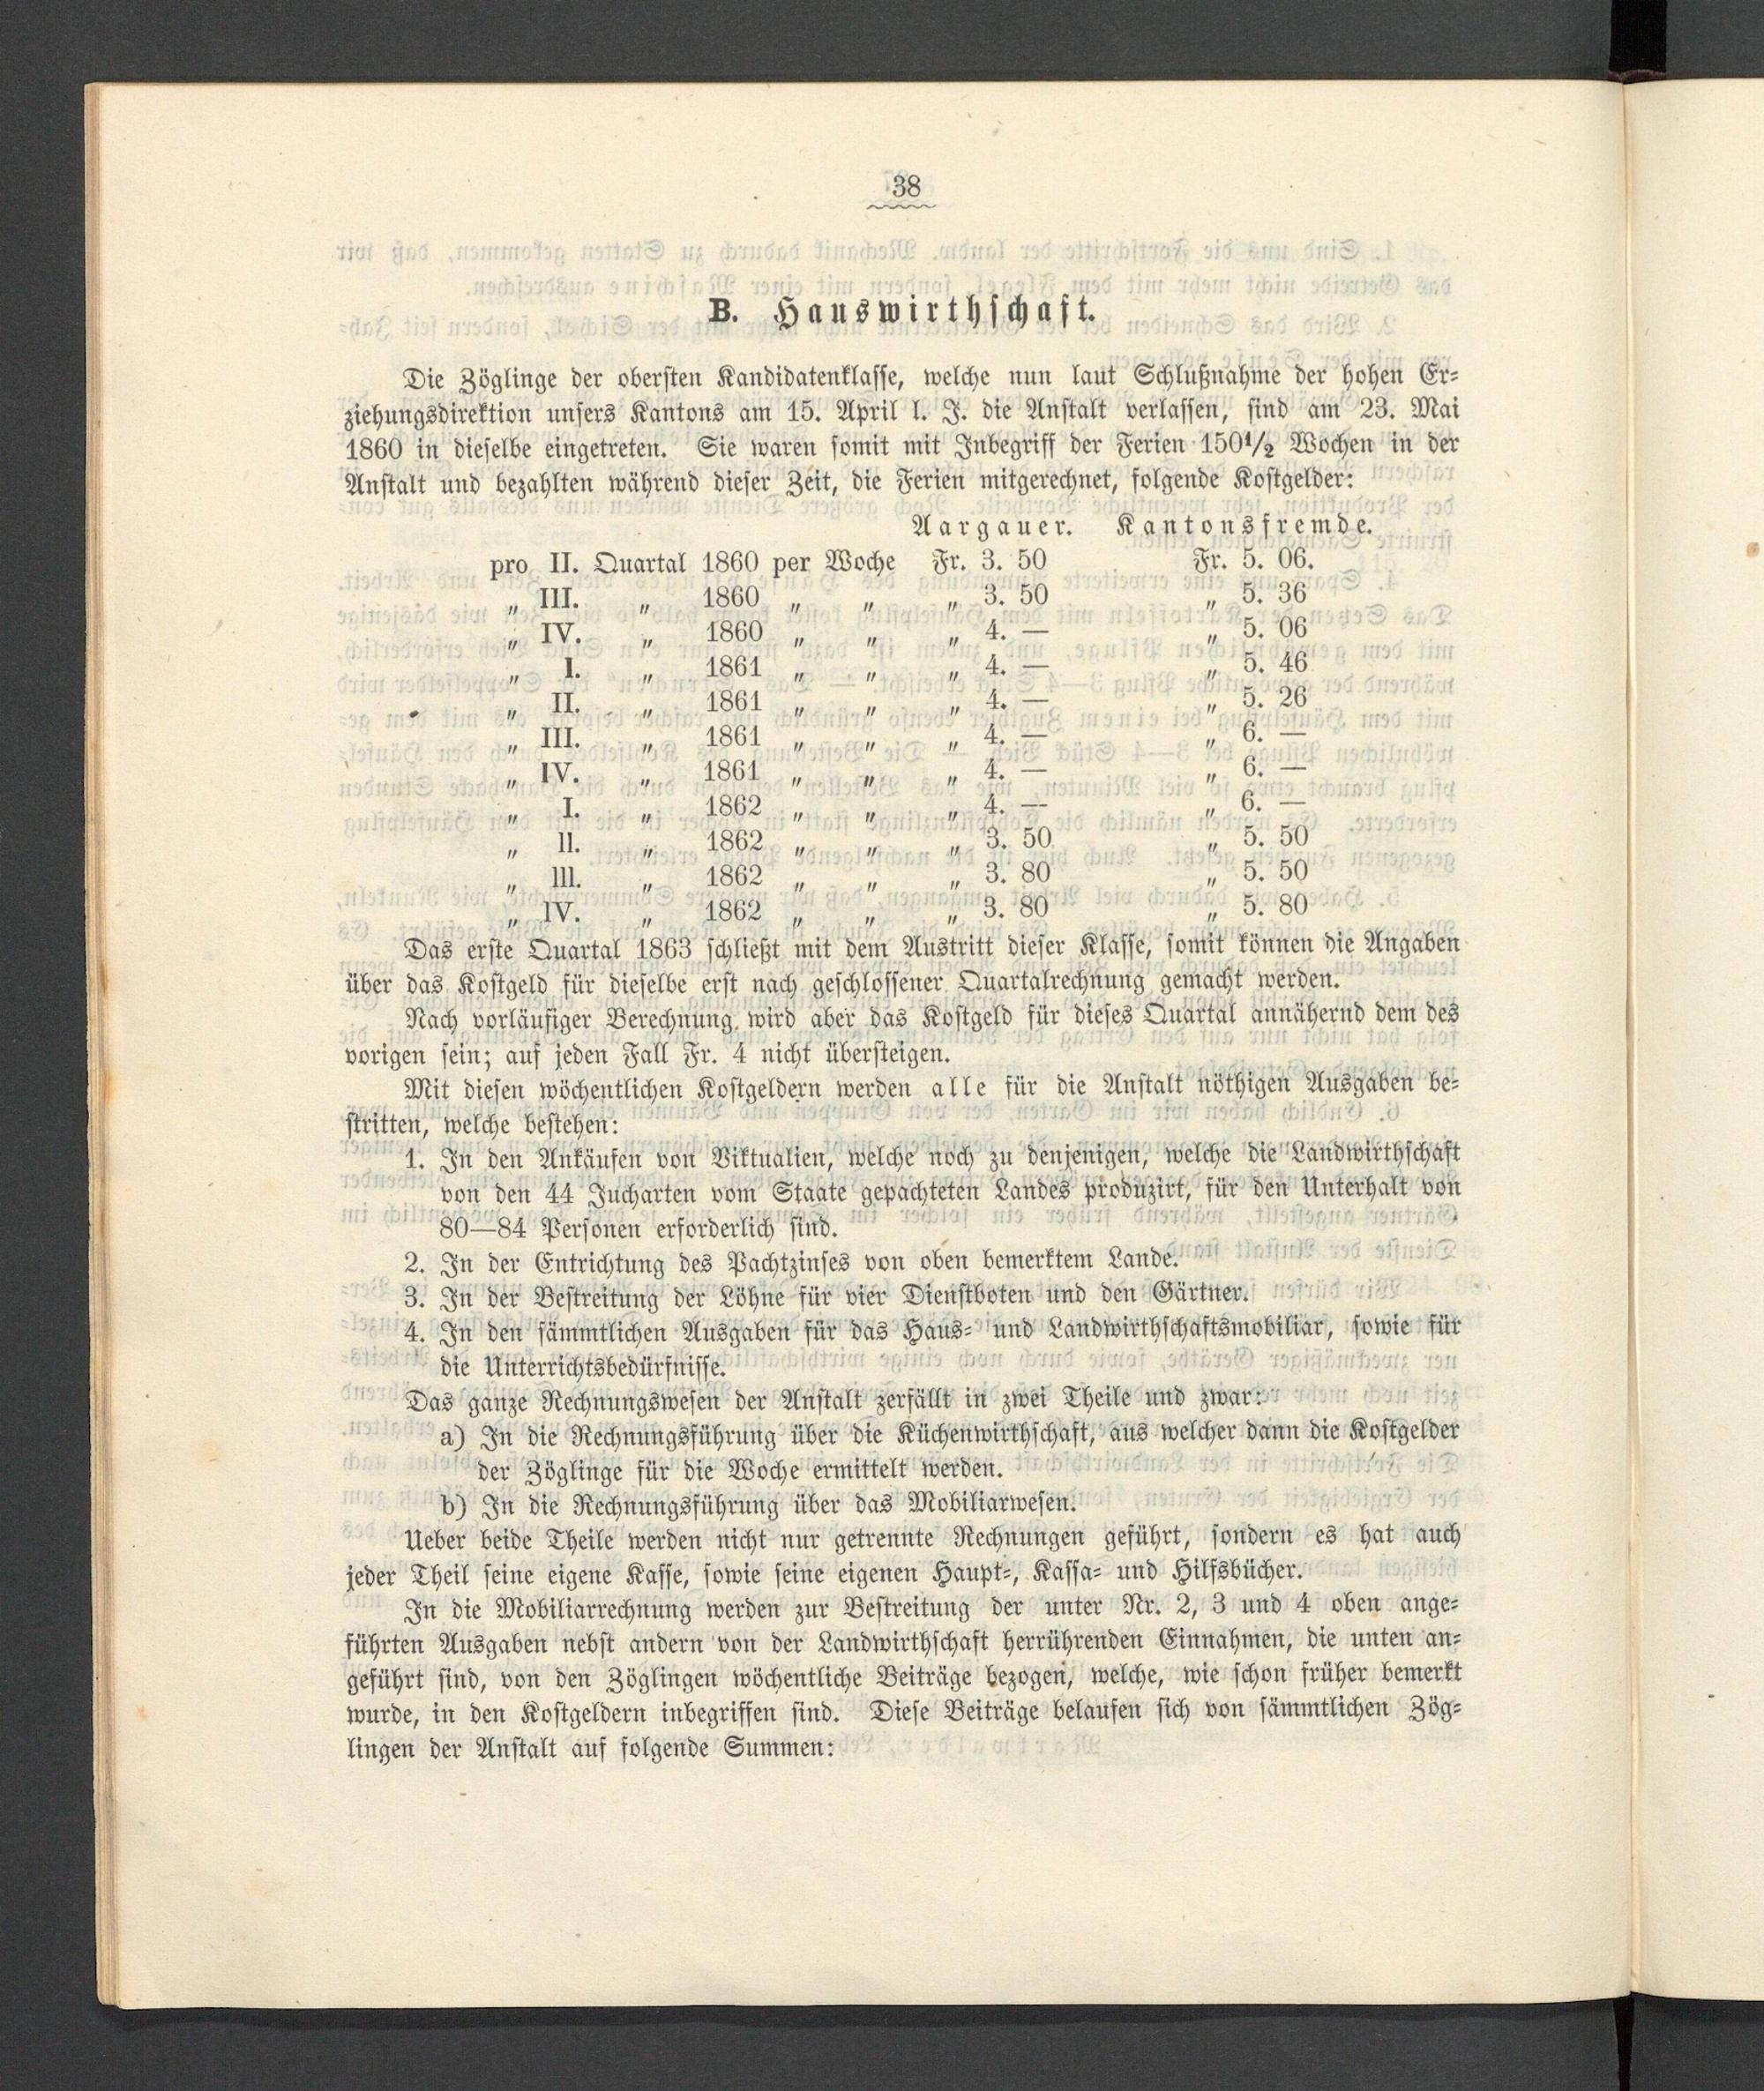 38
B. Hauswirthschaft.
Die Zöglinge der obersten Kandidatenklasse, welche nun laut Schlußnahme der hohen Er-
ziehungsdirektion unsers Kantons am 15. April l. J. die Anstalt verlassen, sind am 23. Mai
1860 in dieselbe eingetreten. Sie waren somit mit Inbegriff der Ferien 150½ Wochen in der
Anstalt und bezahlten während dieser Zeit, die Ferien mitgerechnet, folgende Kostgelder:
Aargauer. Kantonsfremde.
pro II. Quartal 1860 per Woche Fr. 3. 50 Fr. 5. 06.
„ III. „ 1860 „ „ „ 3. 50 „ 5. 36
„ IV. „ 1860 „ „ „ 4. — „ 5. 06
„ I. „ 1861 „ „ „ 4. — „ 5. 46
„ II. „ 1861 „ „ „ 4. — „ 5. 26
„ III. „ 1861 „ „ „ 4. — „ 6. —
„ IV. „ 1861 „ „ „ 4. — „ 6. —
„ I. „ 1862 „ „ „ 4. — „ 6. —
„ II. „ 1862 „ „ „ 3. 50 „ 5. 50
„ III. „ 1862 „ „ „ 3. 80 „ 5. 50
„ IV. „ 1862 „ „ „ 3. 80 „ 5. 80
Das erste Quartal 1863 schließt mit dem Austritt dieser Klasse, somit können die Angaben
über das Kostgeld für dieselbe erst nach geschlossener Quartalrechnung gemacht werden.
Nach vorläufiger Berechnung wird aber das Kostgeld für dieses Quartal annähernd dem des
vorigen sein; auf jeden Fall Fr. 4 nicht übersteigen.
Mit diesen wöchentlichen Kostgeldern werden alle für die Anstalt nöthigen Ausgaben be-
stritten, welche bestehen:
1. In den Ankäufen von Viktualien, welche noch zu denjenigen, welche die Landwirthschaft
von den 44 Jucharten vom Staate gepachteten Landes produzirt, für den Unterhalt von
80—84 Personen erforderlich sind.
2. In der Entrichtung des Pachtzinses von oben bemerktem Lande.
3. In der Bestreitung der Löhne für vier Dienstboten und den Gärtner.
4. In den sämmtlichen Ausgaben für das Haus- und Landwirthschaftsmobiliar, sowie für
die Unterrichtsbedürfnisse.
Das ganze Rechnungswesen der Anstalt zerfällt in zwei Theile und zwar:
a) In die Rechnungsführung über die Küchenwirthschaft, aus welcher dann die Kostgelder
der Zöglinge für die Woche ermittelt werden.
b) In die Rechnungsführung über das Mobiliarwesen.
Ueber beide Theile werden nicht nur getrennte Rechnungen geführt, sondern es hat auch
jeder Theil seine eigene Kasse, sowie seine eigenen Haupt-, Kassa- und Hilfsbücher.
In die Mobiliarrechnung werden zur Bestreitung der unter Nr. 2, 3 und 4 oben ange-
führten Ausgaben nebst andern von der Landwirthschaft herrührenden Einnahmen, die unten an-
geführt sind, von den Zöglingen wöchentliche Beiträge bezogen, welche, wie schon früher bemerkt
wurde, in den Kostgeldern inbegriffen sind. Diese Beiträge belaufen sich von sämmtlichen Zög-
lingen der Anstalt auf folgende Summen: